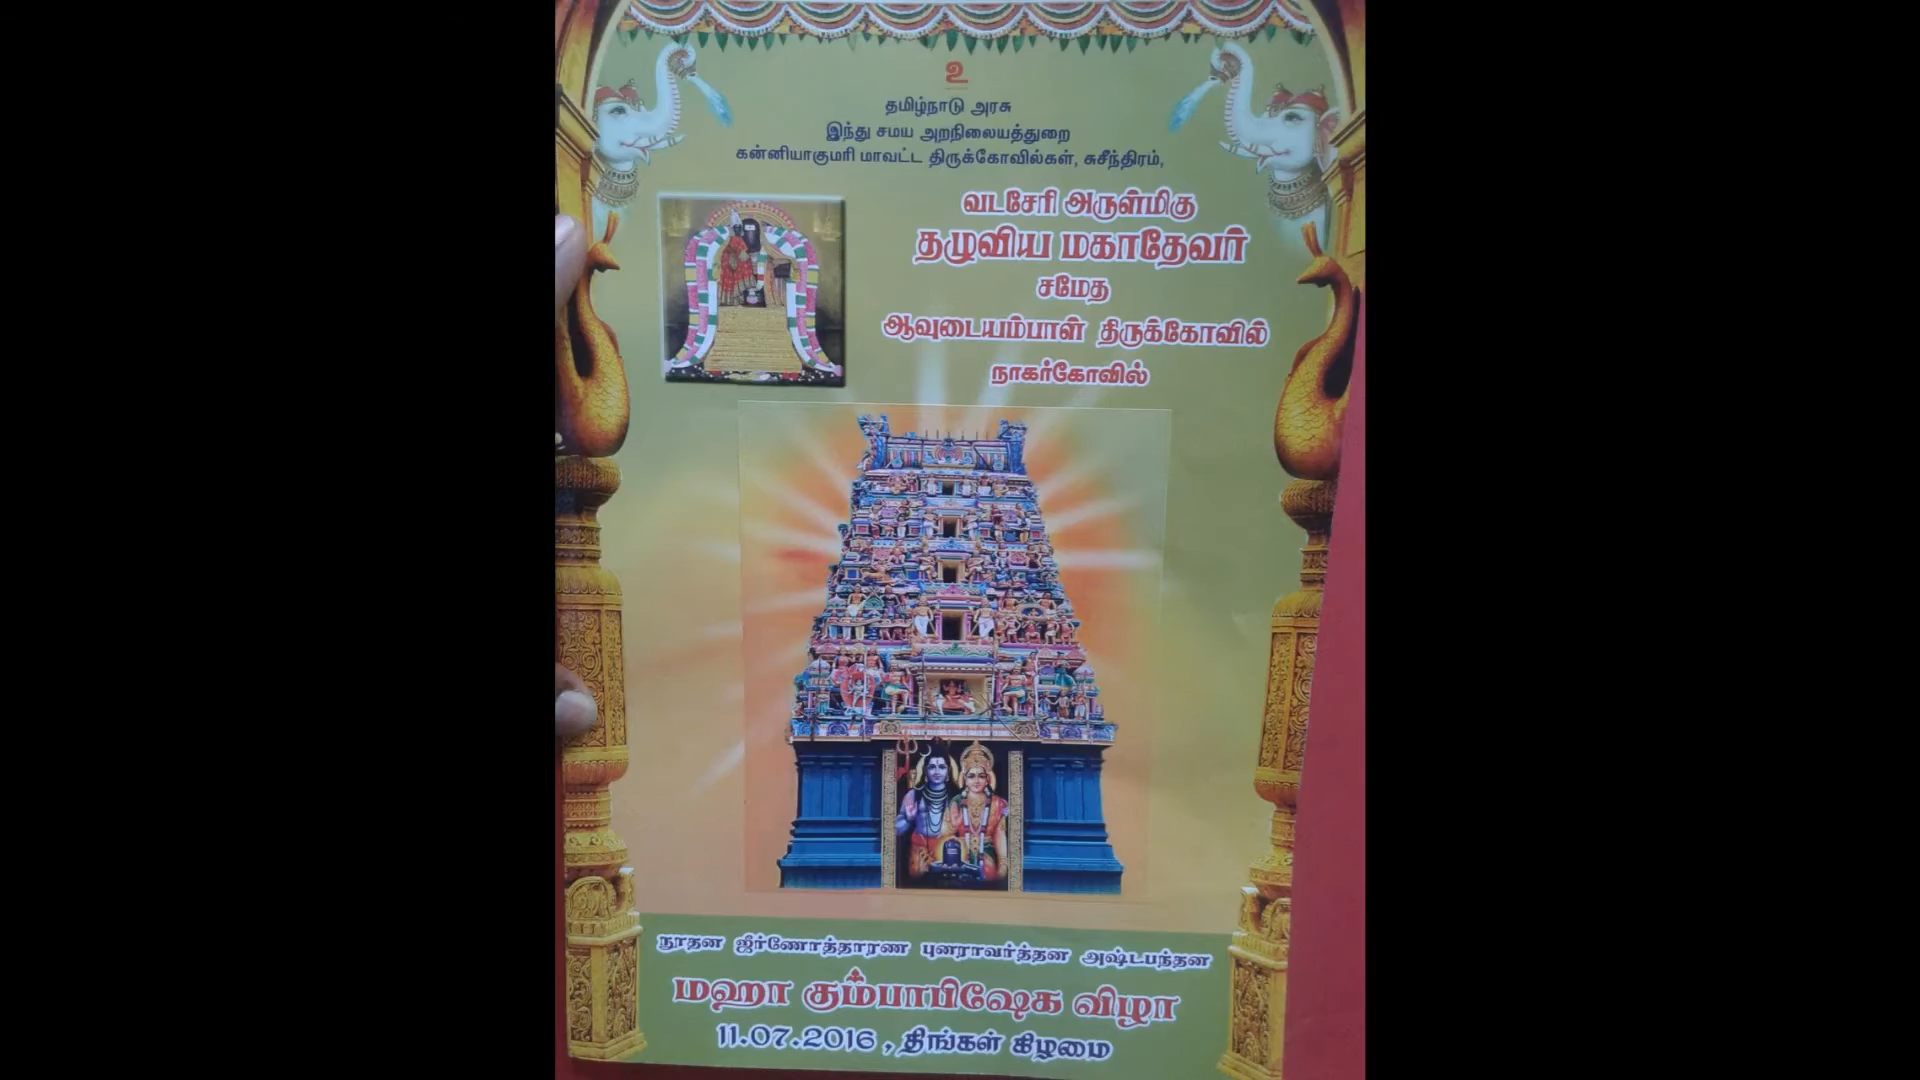 உ
தமிழ்நாடு அரசு
இந்து சமய அறநிலையத்துறை
கன்னியாகுமரி மாவட்ட திருக்கோவில்கள், சுசீந்திரம்,
வடசேரி அருள்மிகு
தழுவிய மகாதேவர்
சமேத
ஆவுடையம்பாள் திருக்கோவில்
நாகர்கோவில்
நூதன ஜீர்ணோத்தாரண புனராவர்த்தன அஷ்டபந்தன
மஹா கும்பாபிஷேக விழா
11.07.2016 , திங்கள் கிழமை